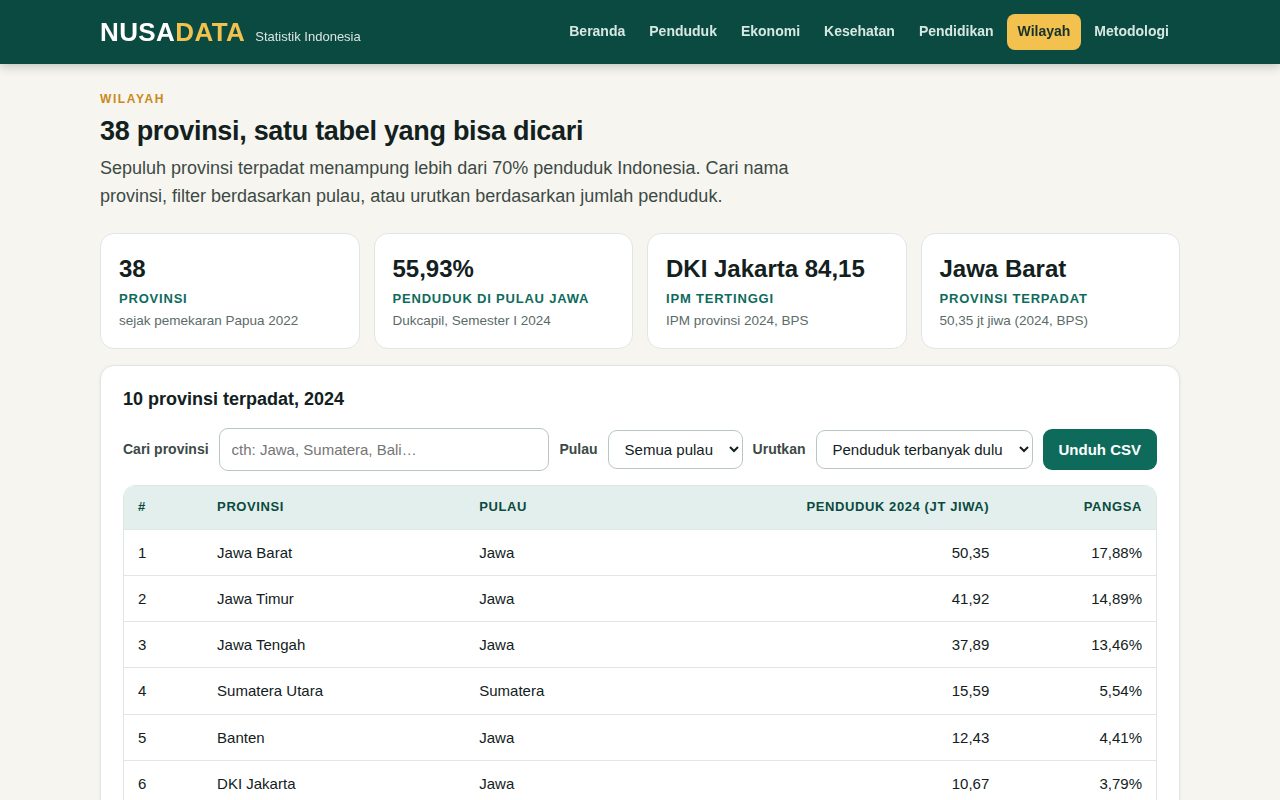 NUSADATA Statistik Indonesia Beranda Penduduk Ekonomi Kesehatan Pendidikan Wilayah Metodologi
WILAYAH
38 provinsi, satu tabel yang bisa dicari
Sepuluh provinsi terpadat menampung lebih dari 70% penduduk Indonesia. Cari nama
provinsi, filter berdasarkan pulau, atau urutkan berdasarkan jumlah penduduk.
38
PROVINSI
sejak pemekaran Papua 2022
55,93%
PENDUDUK DI PULAU JAWA
Dukcapil, Semester I 2024
DKI Jakarta 84,15
IPM TERTINGGI
IPM provinsi 2024, BPS
Jawa Barat
PROVINSI TERPADAT
50,35 jt jiwa (2024, BPS)
10 provinsi terpadat, 2024
Cari provinsi cth: Jawa, Sumatera, Bali… Pulau Semua pulau Urutkan Penduduk terbanyak dulu Unduh CSV
# PROVINSI PULAU PENDUDUK 2024 (JT JIWA) PANGSA
1 Jawa Barat Jawa 50,35 17,88%
2 Jawa Timur Jawa 41,92 14,89%
3 Jawa Tengah Jawa 37,89 13,46%
4 Sumatera Utara Sumatera 15,59 5,54%
5 Banten Jawa 12,43 4,41%
6 DKI Jakarta Jawa 10,67 3,79%